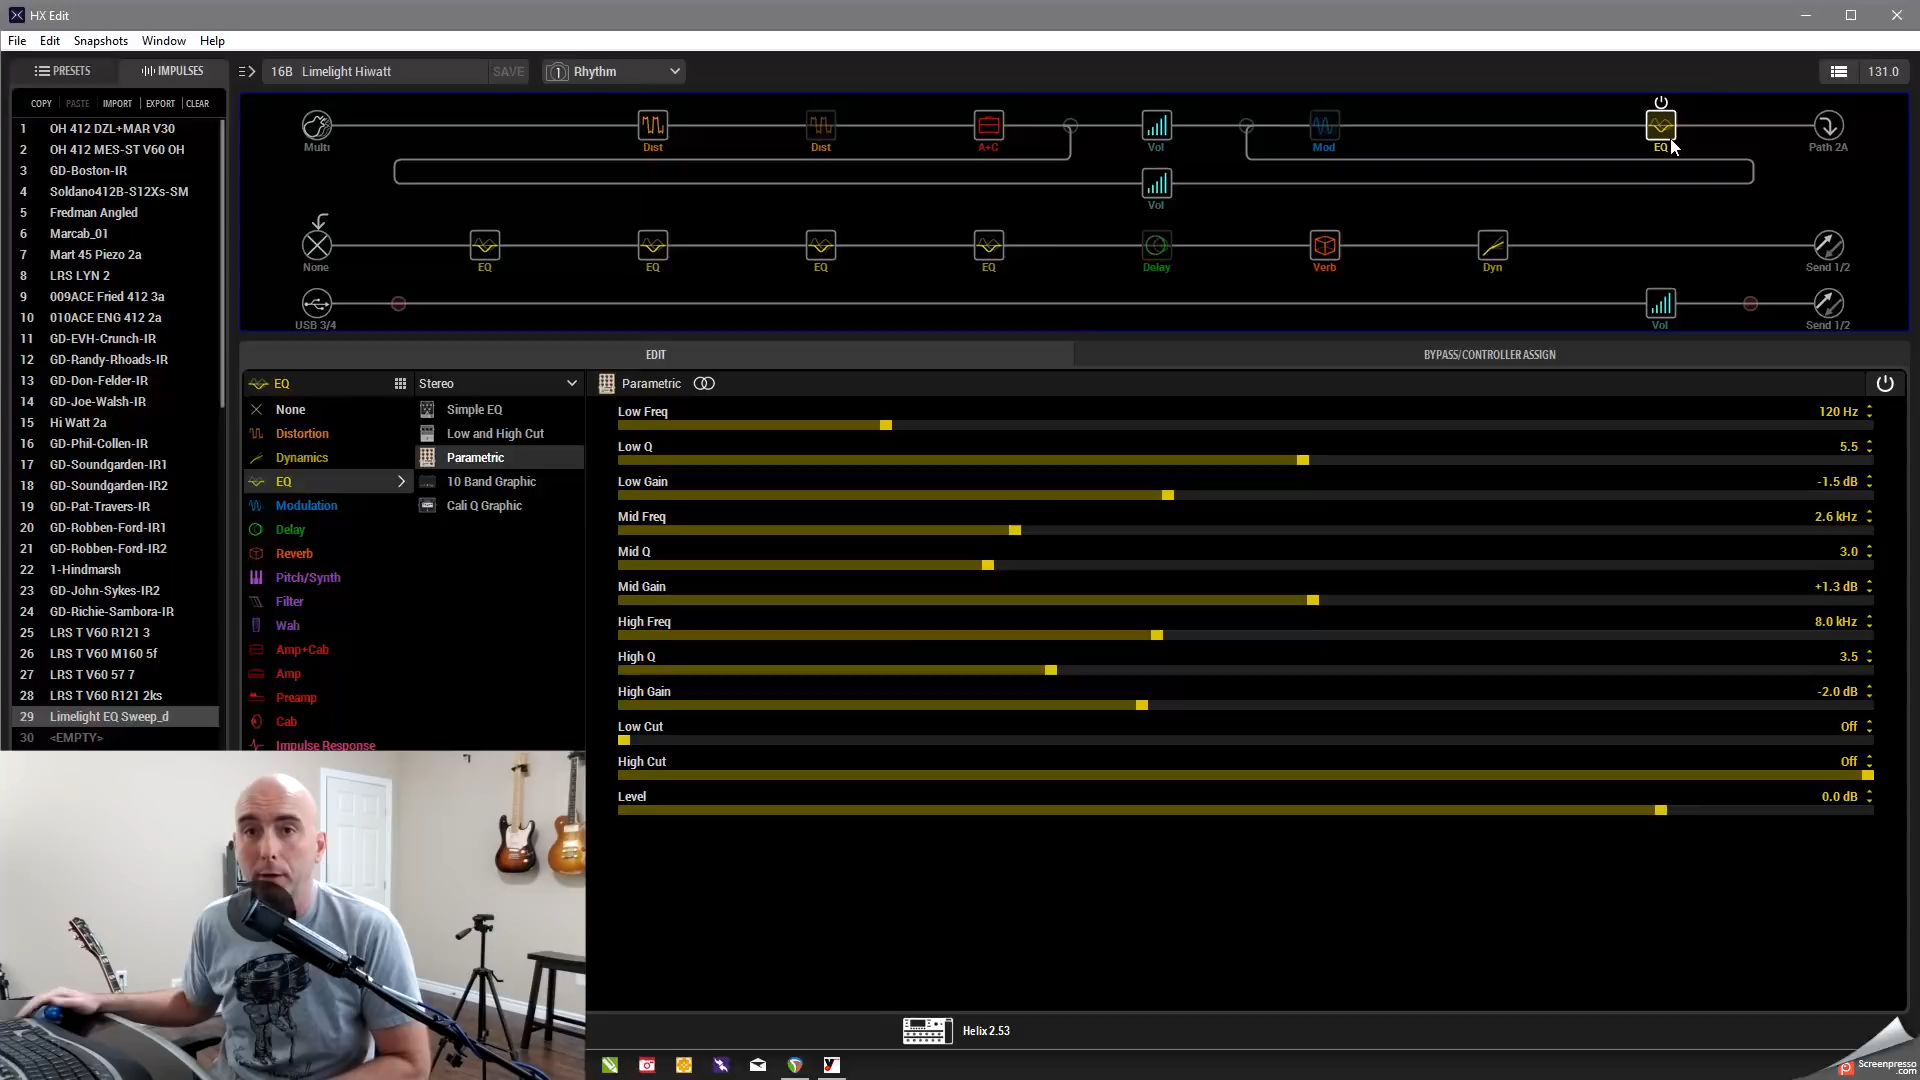 HX Edit
File Edit Snapshots Window Help
PRESETS IMPULSES 16B Limelight Hiwatt SAVE 1 Rhythm 131.0
COPY PASTE IMPORT EXPORT CLEAR
1 OH 412 DZL+MAR V30
2 OH 412 MES-ST V60 OH
3 GD-Boston-IR
4 Soldano412B-S12Xs-SM
5 Fredman Angled
6 Marcab_01
7 Mart 45 Piezo 2a
8 LRS LYN 2
9 009ACE Fried 412 3a
10 010ACE ENG 412 2a
11 GD-EVH-Crunch-IR
12 GD-Randy-Rhoads-IR
13 GD-Don-Felder-IR
14 GD-Joe-Walsh-IR
15 Hi Watt 2a
16 GD-Phil-Collen-IR
17 GD-Soundgarden-IR1
18 GD-Soundgarden-IR2
19 GD-Pat-Travers-IR
20 GD-Robben-Ford-IR1
21 GD-Robben-Ford-IR2
22 1-Hindmarsh
23 GD-John-Sykes-IR2
24 GD-Richie-Sambora-IR
25 LRS T V60 R121 3
26 LRS T V60 M160 5f
27 LRS T V60 57 7
28 LRS T V60 R121 2ks
29 Limelight EQ Sweep_d
30 <EMPTY>
Multi Dist Dist A+C Vol Mod EQ Path 2A
Vol
None EQ EQ EQ EQ Delay Verb Dyn Send 1/2
USB 3/4 Vol Send 1/2
EDIT BYPASS/CONTROLLER ASSIGN
EQ Stereo Parametric
None
Distortion
Dynamics
EQ
Modulation
Delay
Reverb
Pitch/Synth
Filter
Wah
Amp+Cab
Amp
Preamp
Cab
Impulse Response
Simple EQ
Low and High Cut
Parametric
10 Band Graphic
Cali Q Graphic
Low Freq 120 Hz
Low Q 5.5
Low Gain -1.5 dB
Mid Freq 2.6 kHz
Mid Q 3.0
Mid Gain +1.3 dB
High Freq 8.0 kHz
High Q 3.5
High Gain -2.0 dB
Low Cut Off
High Cut Off
Level 0.0 dB
Helix 2.53
Screenpresso
.com